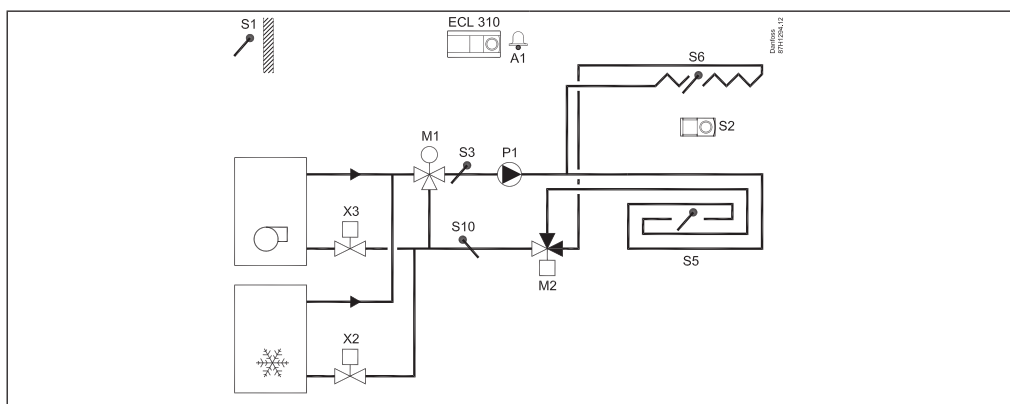 S1
ECL 310
A1
Danfoss
87H1294.12
S6
S2
M1
S3
P1
X3
S10
M2
S5
X2